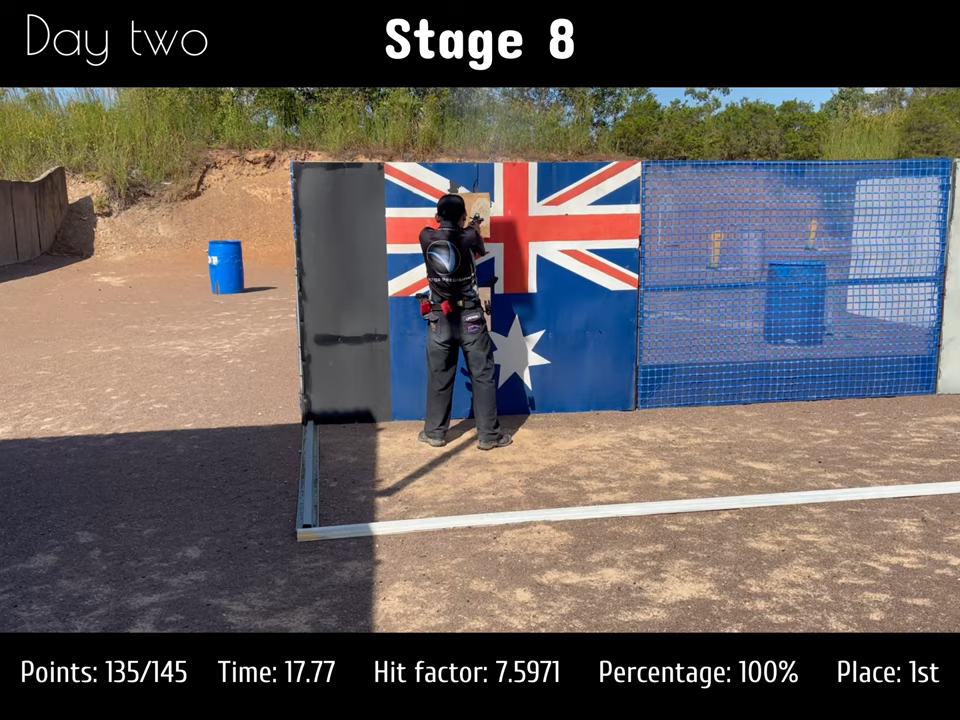 Day two
Stage 8
Points: 135/145 Time: 17.77 Hit factor: 7.5971 Percentage: 100% Place: 1st